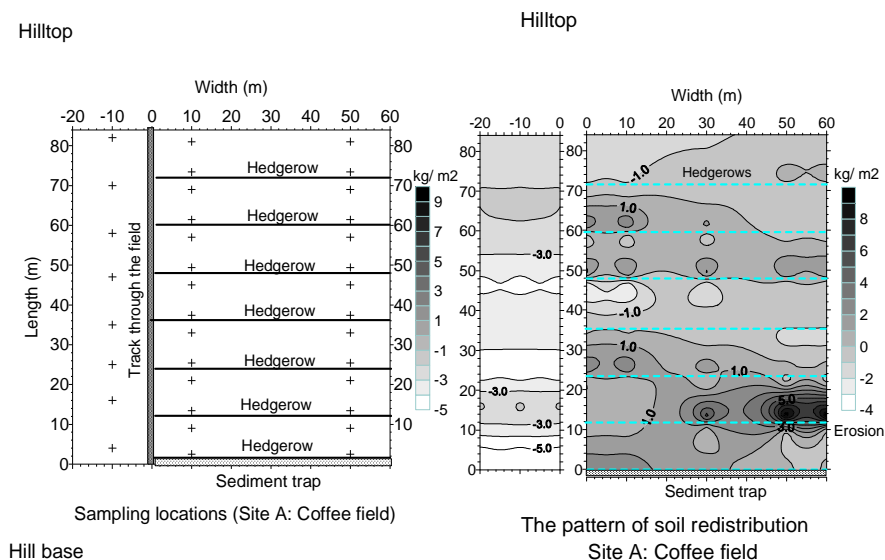 Hilltop
Width (m)
-20 -10 0 10 20 30 40 50 60
80 80
70 Hedgerow 70
60 Hedgerow 60
50 Hedgerow 50
40 Hedgerow 40
30 Hedgerow 30
20 Hedgerow 20
10 Hedgerow 10
0
Length (m)
Track through the field
kg/ m2
9
7
5
3
1
-1
-3
-5
Sediment trap
Sampling locations (Site A: Coffee field)
Hill base
Hilltop
Width (m)
-20 -10 0
0 10 20 30 40 50 60
80
70
60
50
40
30
20
10
0
-3.0
-3.0
-3.0
-5.0
80
70
60
50
40
30
20
10
0
-1.0
Hedgerows
1.0
-1.0
1.0
1.0
1.0
5.0
3.0
kg/ m2
8
6
4
2
0
-2
-4
Erosion
Sediment trap
The pattern of soil redistribution
Site A: Coffee field